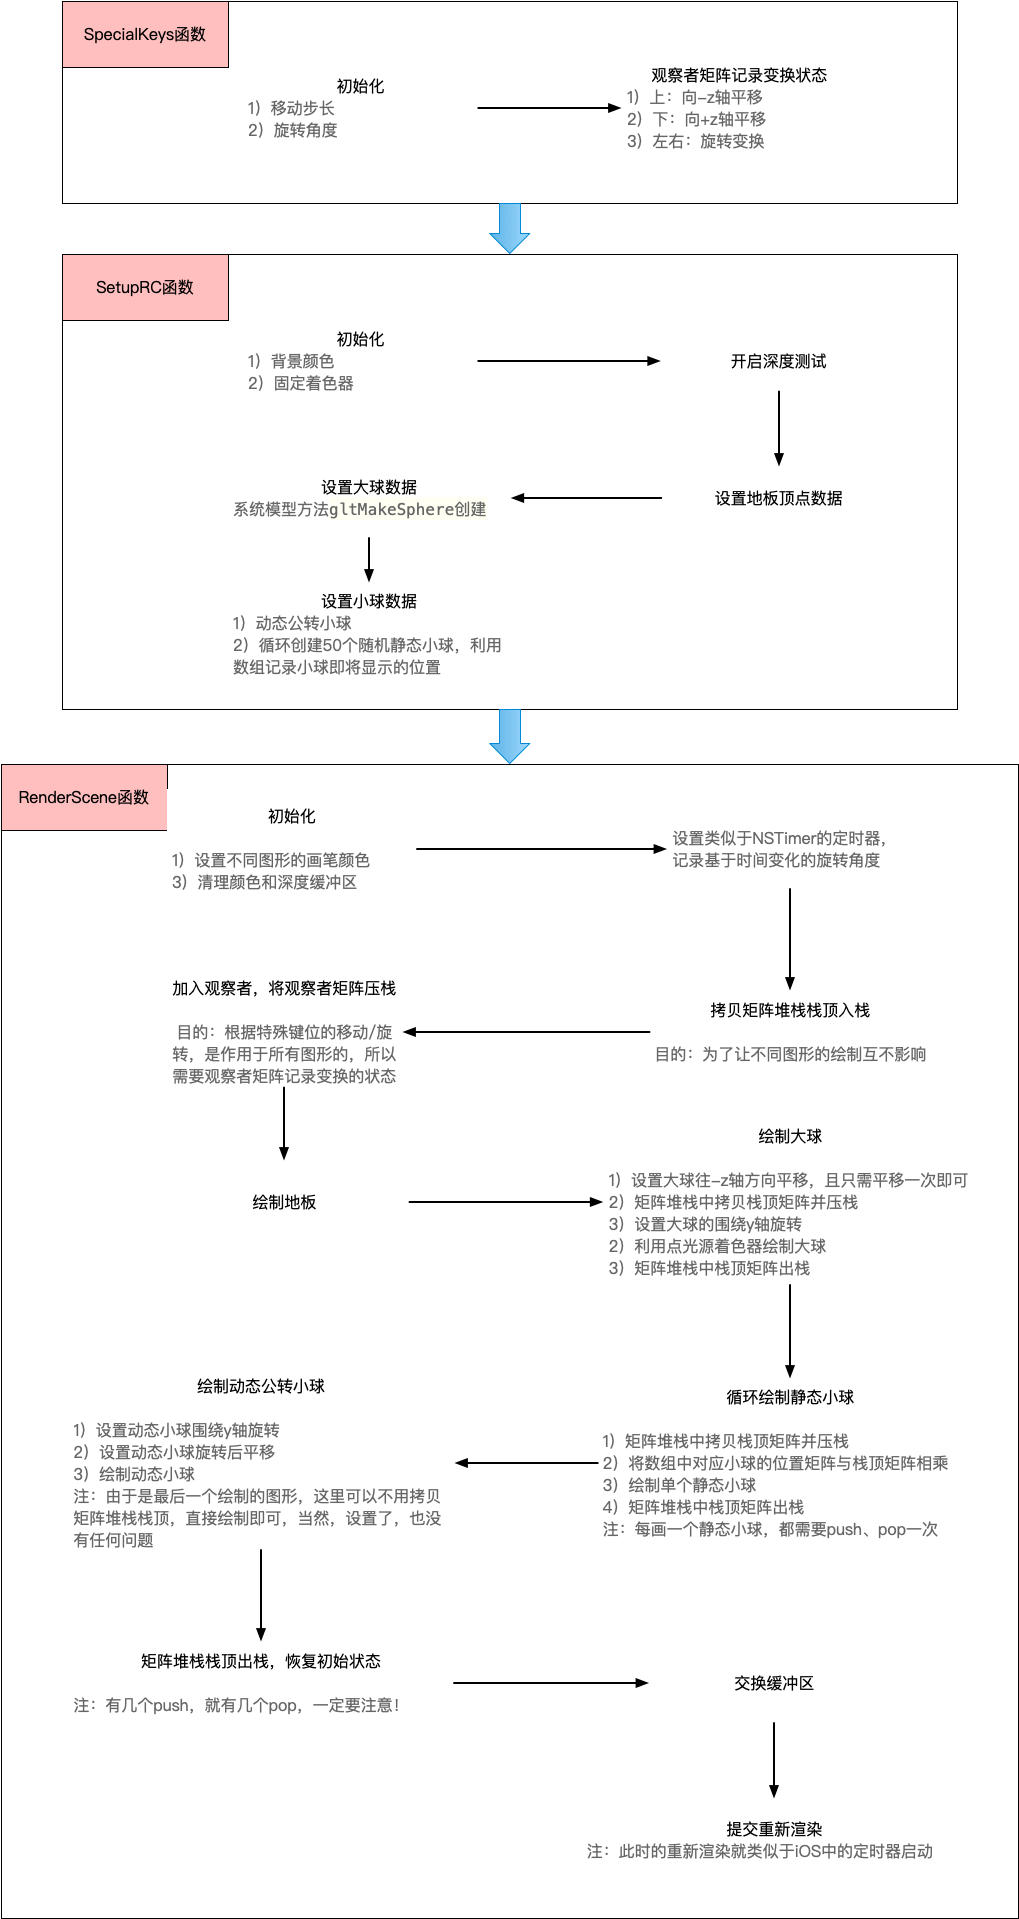 SpecialKeys函数
初始化
1）移动步长
2）旋转角度
观察者矩阵记录变换状态
1）上：向-z轴平移
2）下：向+z轴平移
3）左右：旋转变换
SetupRC函数
初始化
1）背景颜色
2）固定着色器
开启深度测试
设置地板顶点数据
设置大球数据
系统模型方法gltMakeSphere创建
设置小球数据
1）动态公转小球
2）循环创建50个随机静态小球，利用
数组记录小球即将显示的位置
RenderScene函数
初始化
1）设置不同图形的画笔颜色
3）清理颜色和深度缓冲区
设置类似于NSTimer的定时器，
记录基于时间变化的旋转角度
拷贝矩阵堆栈栈顶入栈
目的：为了让不同图形的绘制互不影响
加入观察者，将观察者矩阵压栈
目的：根据特殊键位的移动/旋
转，是作用于所有图形的，所以
需要观察者矩阵记录变换的状态
绘制地板
绘制大球
1）设置大球往-z轴方向平移，且只需平移一次即可
2）矩阵堆栈中拷贝栈顶矩阵并压栈
3）设置大球的围绕y轴旋转
2）利用点光源着色器绘制大球
3）矩阵堆栈中栈顶矩阵出栈
循环绘制静态小球
1）矩阵堆栈中拷贝栈顶矩阵并压栈
2）将数组中对应小球的位置矩阵与栈顶矩阵相乘
3）绘制单个静态小球
4）矩阵堆栈中栈顶矩阵出栈
注：每画一个静态小球，都需要push、pop一次
绘制动态公转小球
1）设置动态小球围绕y轴旋转
2）设置动态小球旋转后平移
3）绘制动态小球
注：由于是最后一个绘制的图形，这里可以不用拷贝
矩阵堆栈栈顶，直接绘制即可，当然，设置了，也没
有任何问题
矩阵堆栈栈顶出栈，恢复初始状态
注：有几个push，就有几个pop，一定要注意！
交换缓冲区
提交重新渲染
注：此时的重新渲染就类似于iOS中的定时器启动